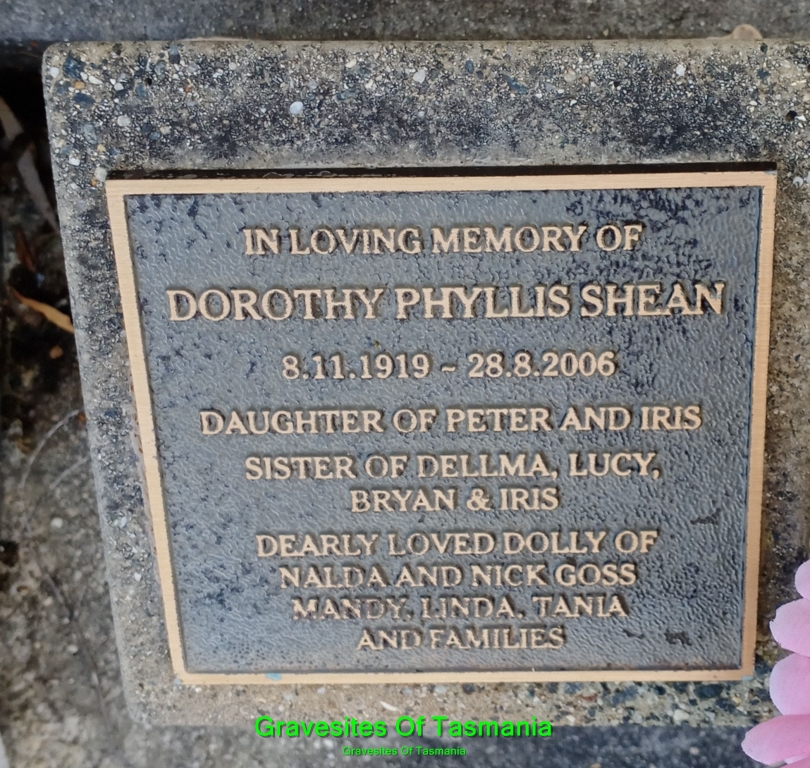 IN LOVING MEMORY OF
DOROTHY PHYLLIS SHEAN
8.11.1919 ~ 28.8.2006
DAUGHTER OF PETER AND IRIS
SISTER OF DELLMA, LUCY,
BRYAN & IRIS
DEARLY LOVED DOLLY OF
NALDA AND NICK GOSS
MANDY, LINDA, TANIA
AND FAMILIES
Gravesites Of Tasmania
Gravesites Of Tasmania